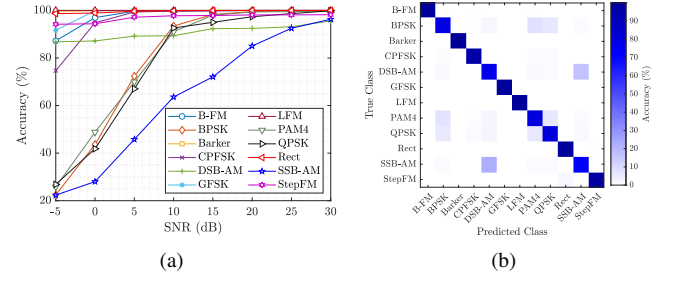 100
80
60
40
20
Accuracy (%)
-5
0
5
10
15
20
25
30
SNR (dB)
B-FM
BPSK
Barker
CPFSK
DSB-AM
GFSK
LFM
PAM4
QPSK
Rect
SSB-AM
StepFM
(a)
True Class
B-FM
BPSK
Barker
CPFSK
DSB-AM
GFSK
LFM
PAM4
QPSK
Rect
SSB-AM
StepFM
B-FM
BPSK
Barker
CPFSK
DSB-AM
GFSK
LFM
PAM4
QPSK
Rect
SSB-AM
StepFM
Predicted Class
90
80
70
60
50
40
30
20
10
0
Accuracy (%)
(b)